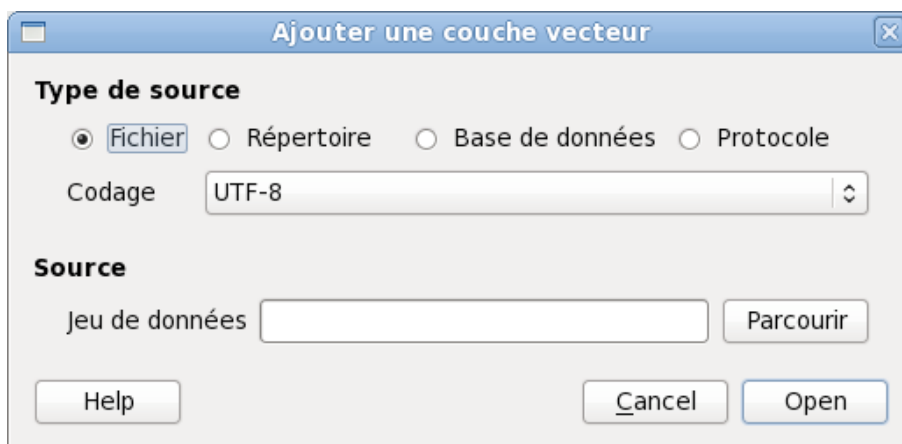 Ajouter une couche vecteur
Type de source
Fichier Répertoire Base de données Protocole
Codage UTF-8
Source
Jeu de données Parcourir
Help Cancel Open